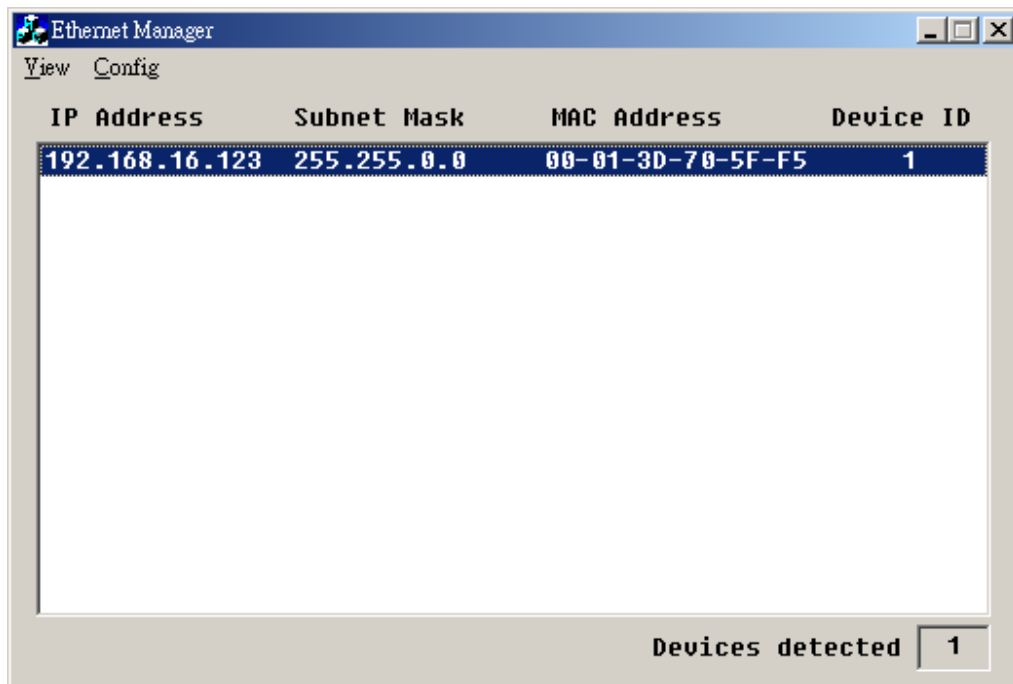 Ethernet Manager
View Config
IP Address Subnet Mask MAC Address Device ID
192.168.16.123 255.255.0.0 00-01-3D-70-5F-F5 1
Devices detected 1